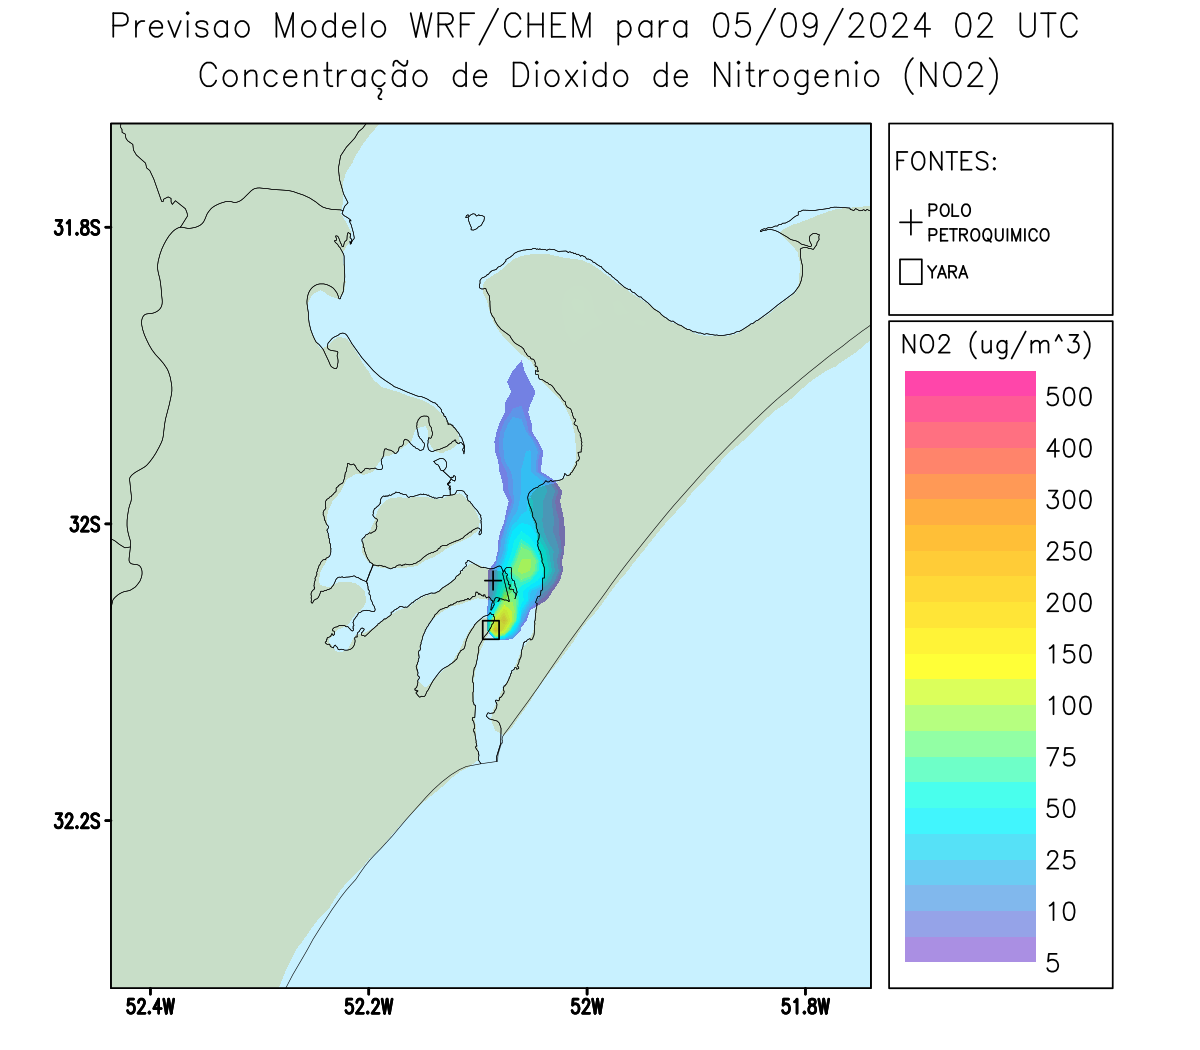 Previsao Modelo WRF/CHEM para 05/09/2024 02 UTC
Concentração de Dioxido de Nitrogenio (NO2)
FONTES:
POLO
PETROQUIMICO
YARA
31.8S
32S
32.2S
52.4W
52.2W
52W
51.8W
NO2 (ug/m^3)
500
400
300
250
200
150
100
75
50
25
10
5